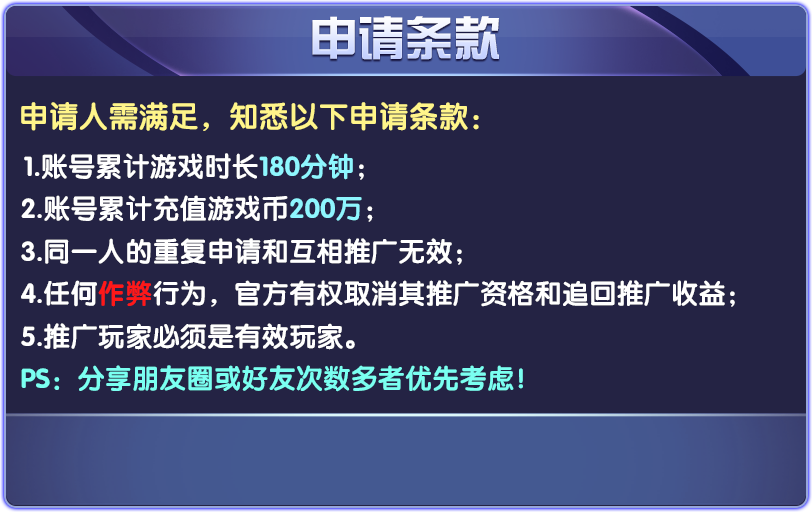 申请条款
申请人需满足，知悉以下申请条款：
1.账号累计游戏时长180分钟；
2.账号累计充值游戏币200万；
3.同一人的重复申请和互相推广无效；
4.任何作弊行为，官方有权取消其推广资格和追回推广收益；
5.推广玩家必须是有效玩家。
PS：分享朋友圈或好友次数多者优先考虑！